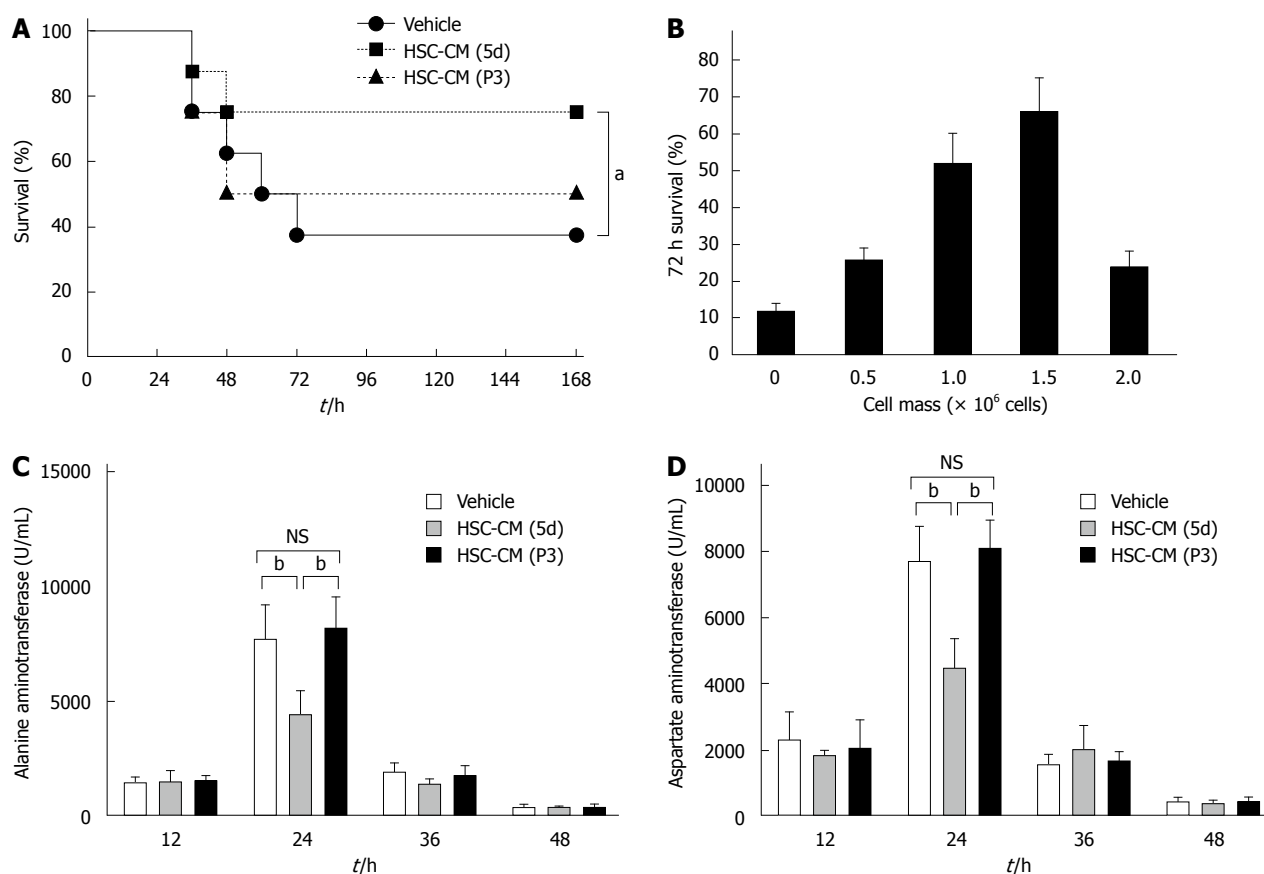 A
Vehicle
HSC-CM (5d)
HSC-CM (P3)
Survival (%)
100
80
60
40
20
0
a
0 24 48 72 96 120 144 168
t/h
B
72 h survival (%)
80
70
60
50
40
30
20
10
0
0 0.5 1.0 1.5 2.0
Cell mass (× 10⁶ cells)
C
Alanine aminotransferase (U/mL)
15000
10000
5000
0
NS
b b
Vehicle
HSC-CM (5d)
HSC-CM (P3)
12 24 36 48
t/h
D
Aspartate aminotransferase (U/mL)
10000
8000
6000
4000
2000
0
NS
b b
Vehicle
HSC-CM (5d)
HSC-CM (P3)
12 24 36 48
t/h